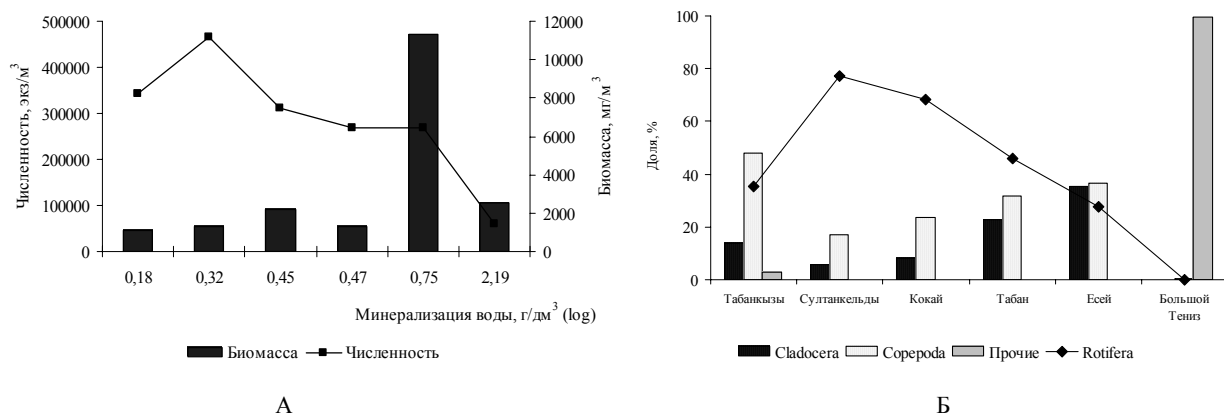 500000
400000
300000
200000
100000
0
Численность, экз/м³
12000
10000
8000
6000
4000
2000
0
Биомасса, мг/м³
0,18 0,32 0,45 0,47 0,75 2,19
Минерализация воды, г/дм³ (log)
Биомасса Численность
А
100
80
60
40
20
0
Доля, %
Табанкызы Султанкельды Кокай Табан Есей Большой
Тениз
Cladocera Copepoda Прочие Rotifera
Б